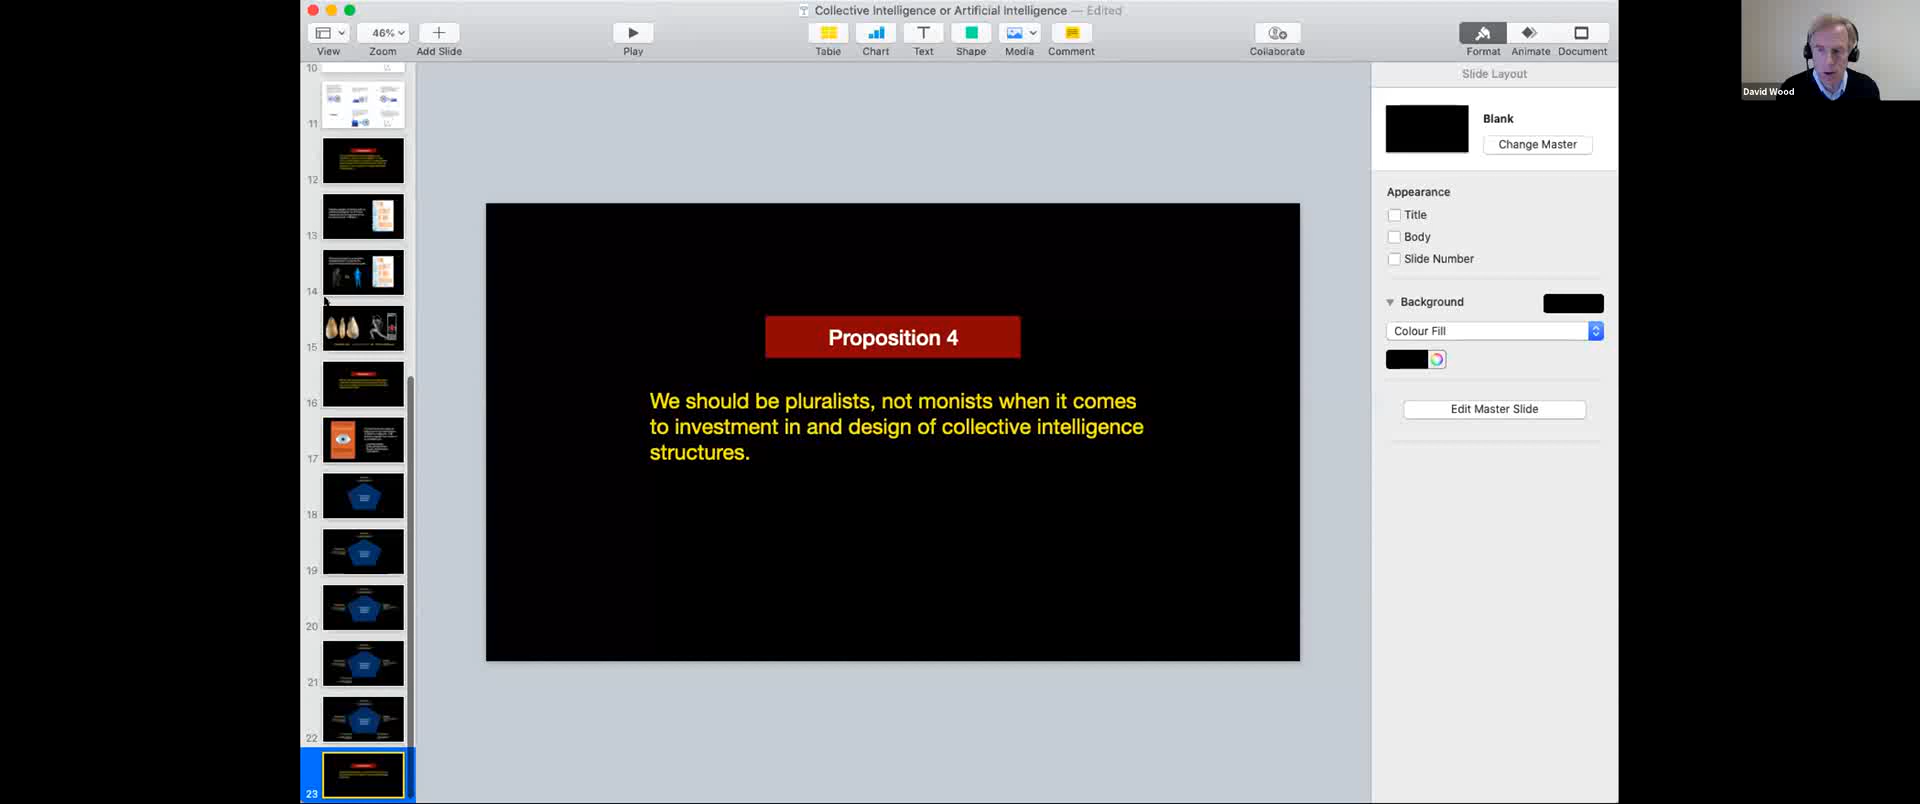 Collective Intelligence or Artificial Intelligence — Edited
46%
View
Zoom
Add Slide
Play
Table
Chart
Text
Shape
Media
Comment
Collaborate
Format
Animate
Document
10
11
12
13
14
15
16
17
18
19
20
21
22
23
Proposition 4
We should be pluralists, not monists when it comes
to investment in and design of collective intelligence
structures.
Slide Layout
Blank
Change Master
Appearance
Title
Body
Slide Number
Background
Colour Fill
Edit Master Slide
David Wood